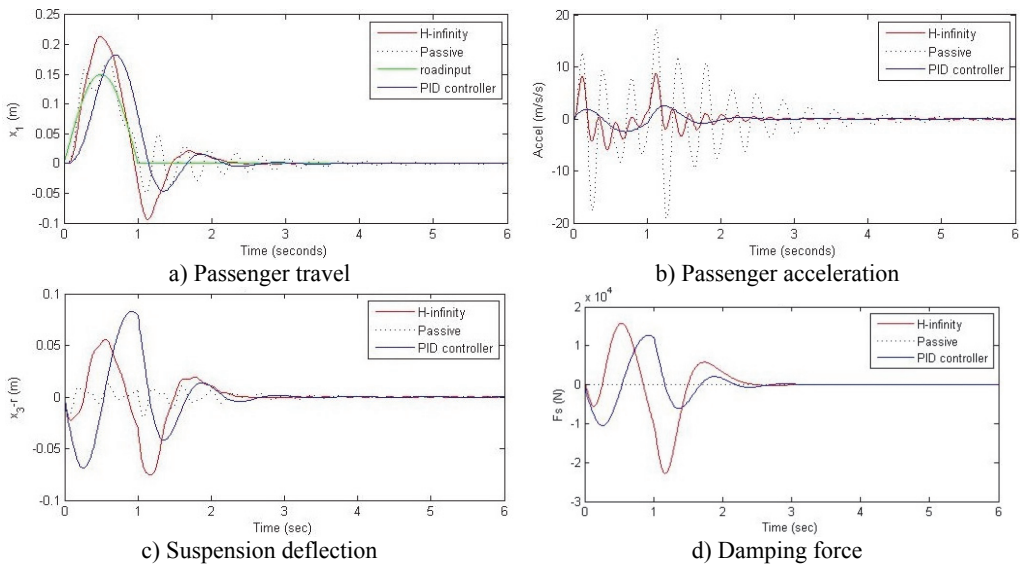 0.25
0.2
0.15
0.1
0.05
0
-0.05
-0.1
x1 (m)
H-infinity
Passive
roadinput
PID controller
0 1 2 3 4 5 6
Time (seconds)
a) Passenger travel
20
10
0
-10
-20
Accel (m/s/s)
H-infinity
Passive
PID controller
0 1 2 3 4 5 6
Time (seconds)
b) Passenger acceleration
0.1
0.05
0
-0.05
-0.1
x3-r (m)
H-infinity
Passive
PID controller
0 1 2 3 4 5 6
Time (sec)
c) Suspension deflection
x 10^4
2
1
0
-1
-2
-3
Fs (N)
H-infinity
Passive
PID controller
0 1 2 3 4 5 6
Time (sec)
d) Damping force